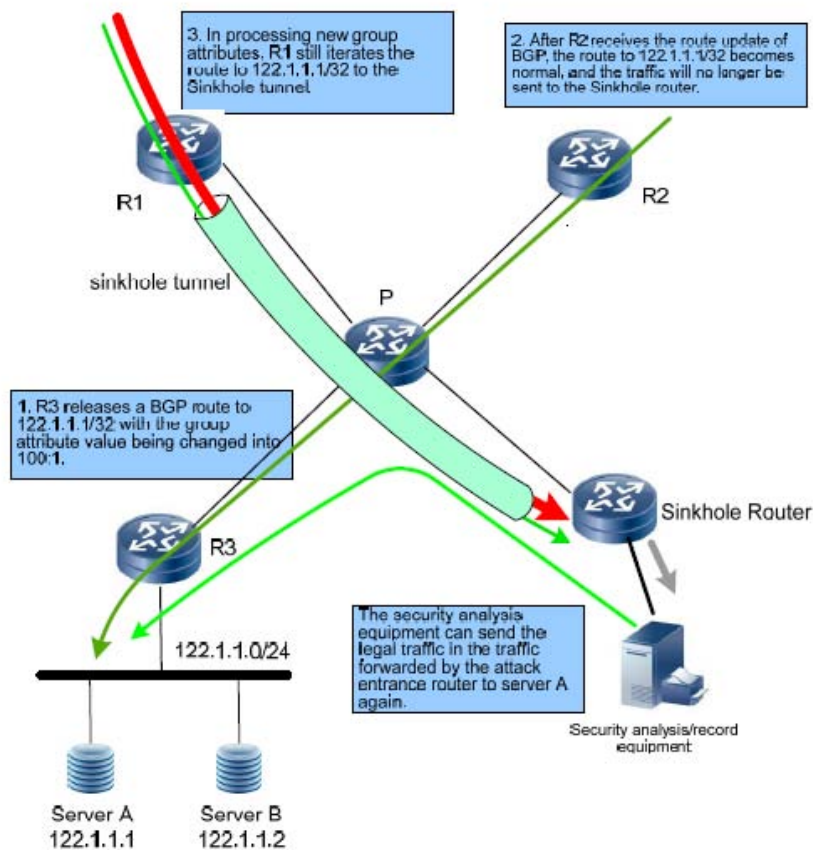 3. In processing new group
attributes, R1 still iterates the
route to 122.1.1.1/32 to the
Sinkhole tunnel
2. After R2 receives the route update of
BGP, the route to 122.1.1.1/32 becomes
normal, and the traffic will no longer be
sent to the Sinkhole router.
R1
R2
sinkhole tunnel
P
1. R3 releases a BGP route to
122.1.1.1/32 with the group
attribute value being changed into
100:1.
Sinkhole Router
R3
The security analysis
equipment can send the
legal traffic in the traffic
forwarded by the attack
entrance router to server A
again.
122.1.1.0/24
Security analysis/record
equipment
Server A
122.1.1.1
Server B
122.1.1.2